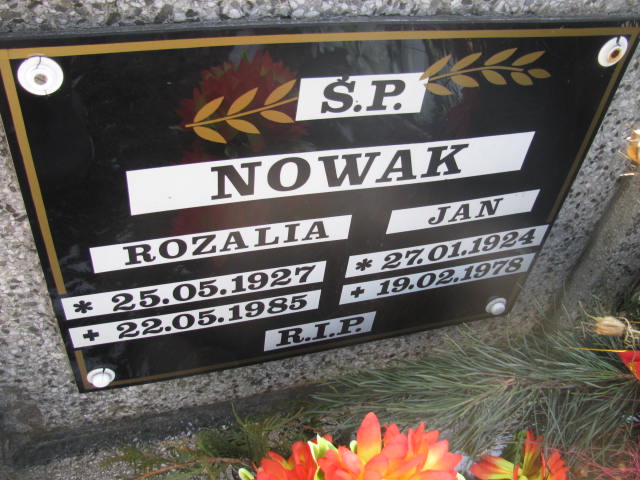 Ś.P.
NOWAK
ROZALIA
* 25.05.1927
+ 22.05.1985
JAN
* 27.01.1924
+ 19.02.1978
R.I.P.